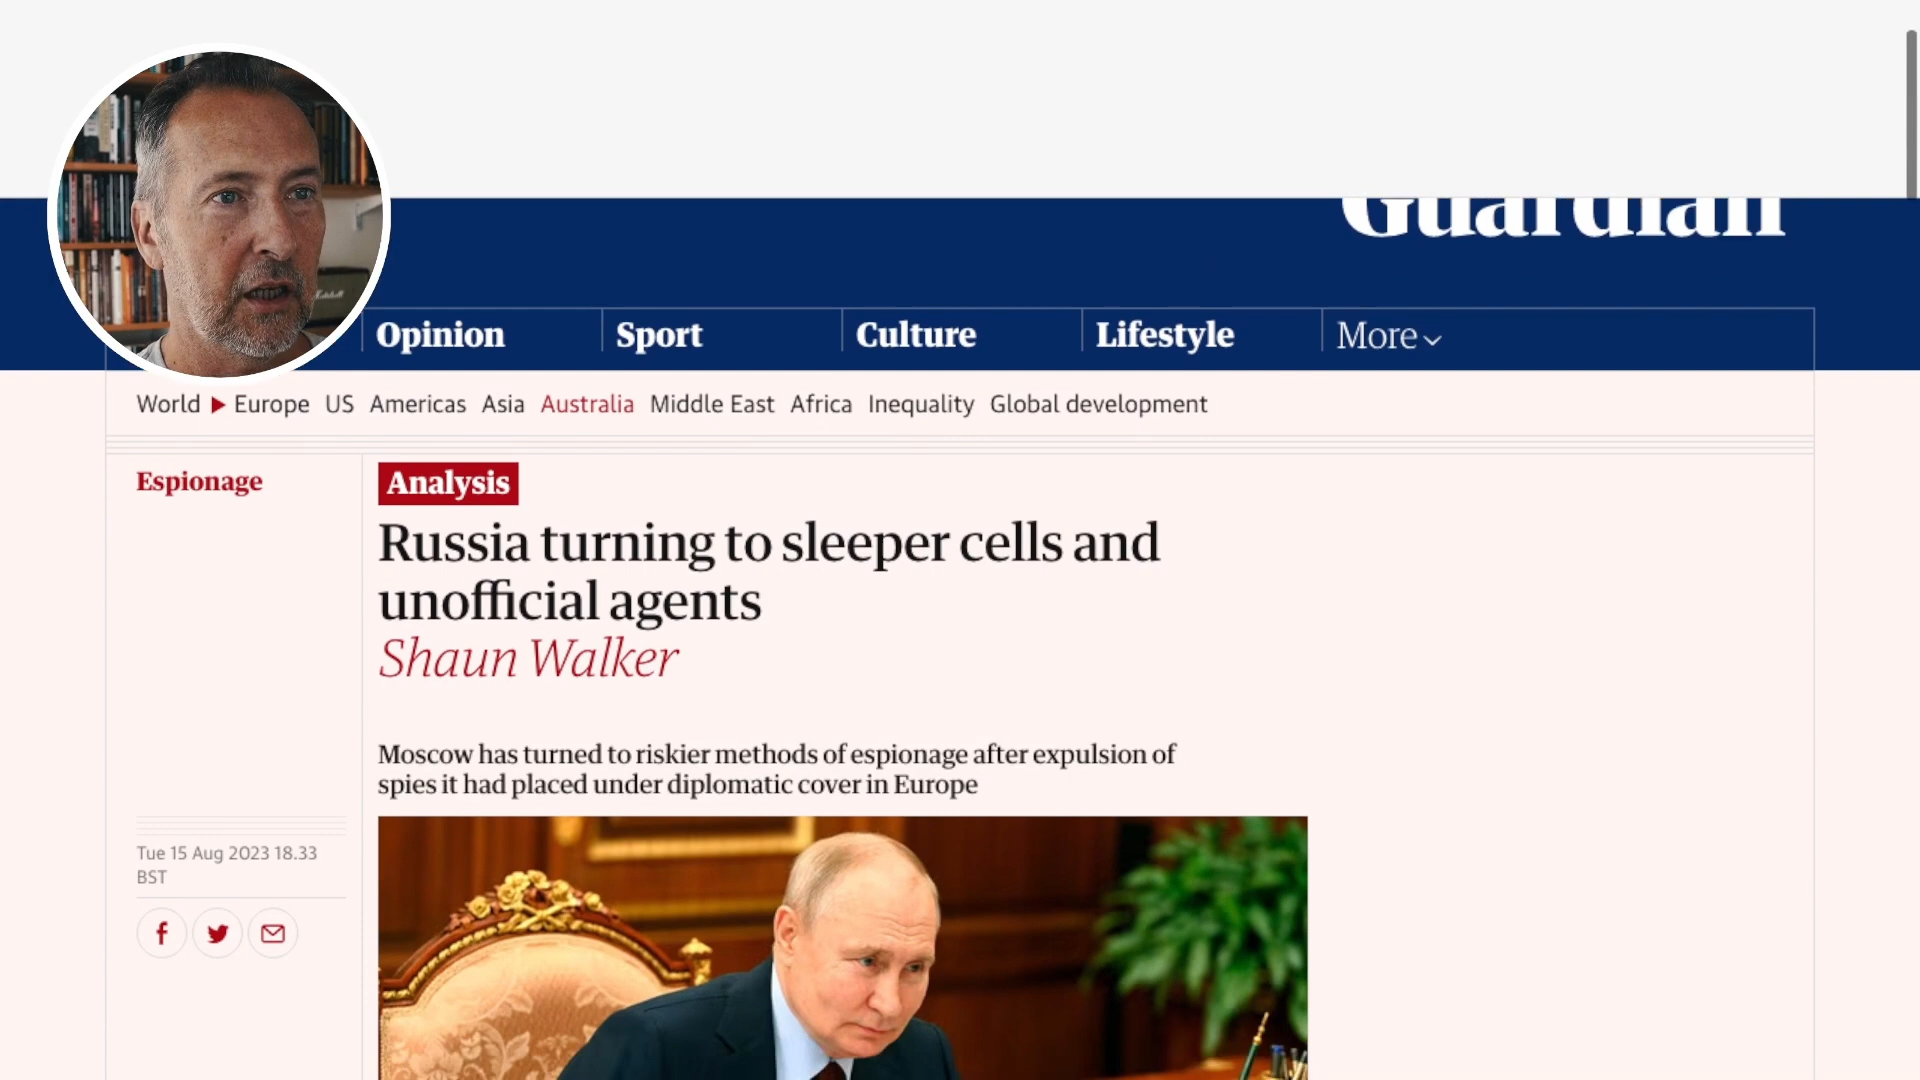 Guardian
Opinion Sport Culture Lifestyle More
World Europe US Americas Asia Australia Middle East Africa Inequality Global development
Espionage
Analysis
Russia turning to sleeper cells and
unofficial agents
Shaun Walker
Moscow has turned to riskier methods of espionage after expulsion of
spies it had placed under diplomatic cover in Europe
Tue 15 Aug 2023 18.33
BST